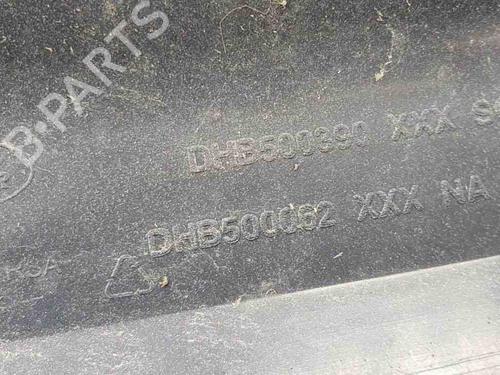 B-PARTS
DHB500390 XXX S
DHB500062 XXX NA